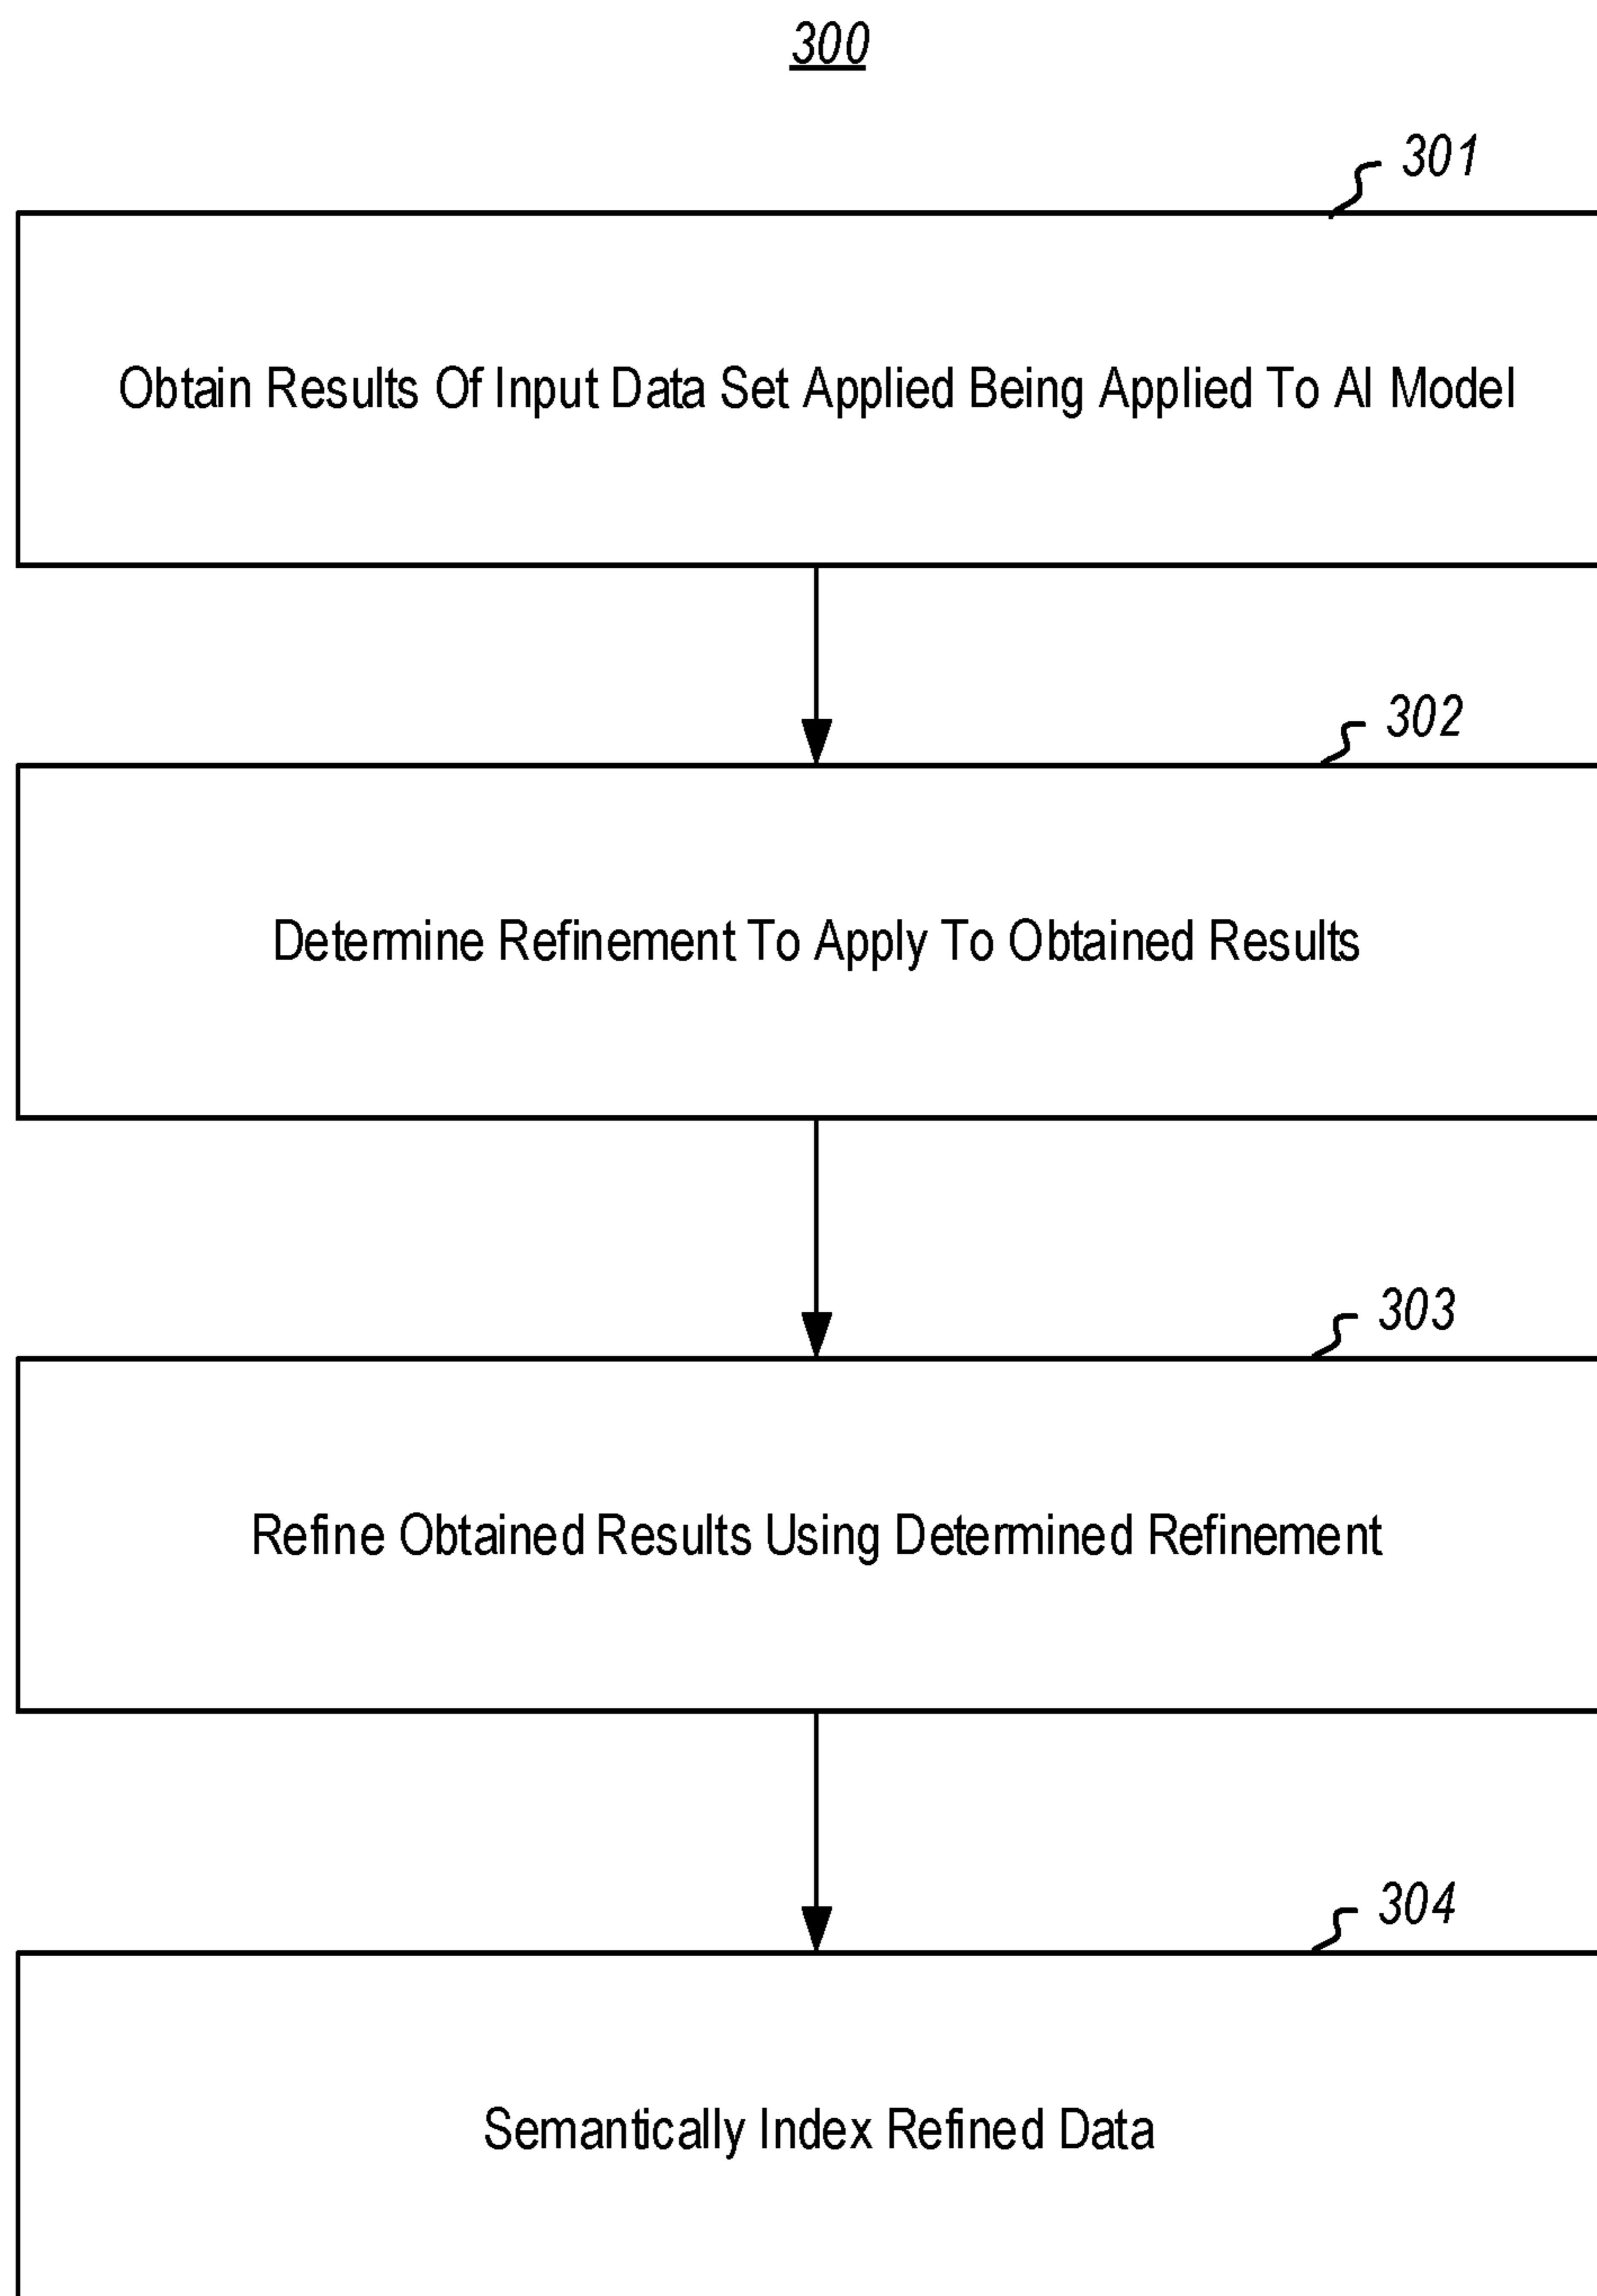 300
301
Obtain Results Of Input Data Set Applied Being Applied To AI Model
302
Determine Refinement To Apply To Obtained Results
303
Refine Obtained Results Using Determined Refinement
304
Semantically Index Refined Data